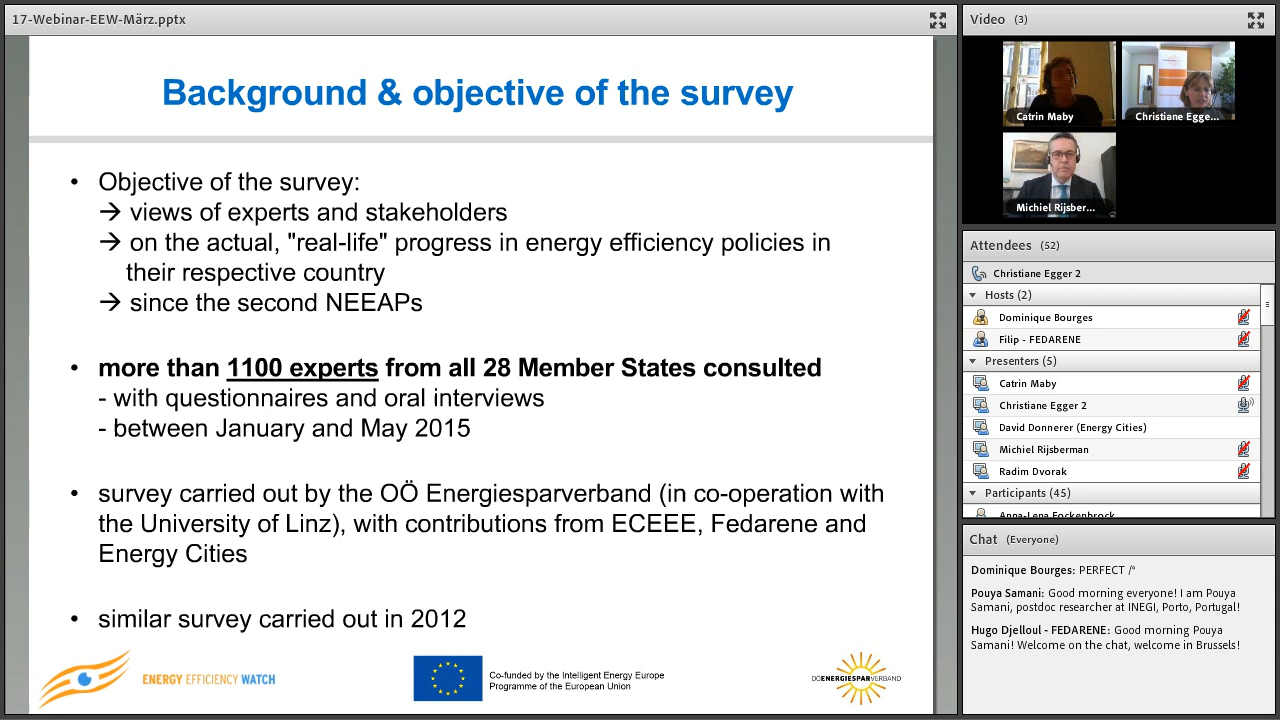 17-Webinar-EEW-März.pptx
Background & objective of the survey
• Objective of the survey:
→ views of experts and stakeholders
→ on the actual, "real-life" progress in energy efficiency policies in
their respective country
→ since the second NEEAPs
• more than 1100 experts from all 28 Member States consulted
- with questionnaires and oral interviews
- between January and May 2015
• survey carried out by the OÖ Energiesparverband (in co-operation with
the University of Linz), with contributions from ECEEE, Fedarene and
Energy Cities
• similar survey carried out in 2012
ENERGY EFFICIENCY WATCH
Co-funded by the Intelligent Energy Europe
Programme of the European Union
OÖENERGIESPARVERBAND
Video (3)
Catrin Maby
Christiane Egge...
Michiel Rijsber...
Attendees (52)
Christiane Egger 2
Hosts (2)
Dominique Bourges
Filip - FEDARENE
Presenters (5)
Catrin Maby
Christiane Egger 2
David Donnerer (Energy Cities)
Michiel Rijsberman
Radim Dvorak
Participants (45)
Anna-Lena Fockenbrock
Chat (Everyone)
Dominique Bourges: PERFECT /°
Pouya Samani: Good morning everyone! I am Pouya
Samani, postdoc researcher at INEGI, Porto, Portugal!
Hugo Djelloul - FEDARENE: Good morning Pouya
Samani! Welcome on the chat, welcome in Brussels!